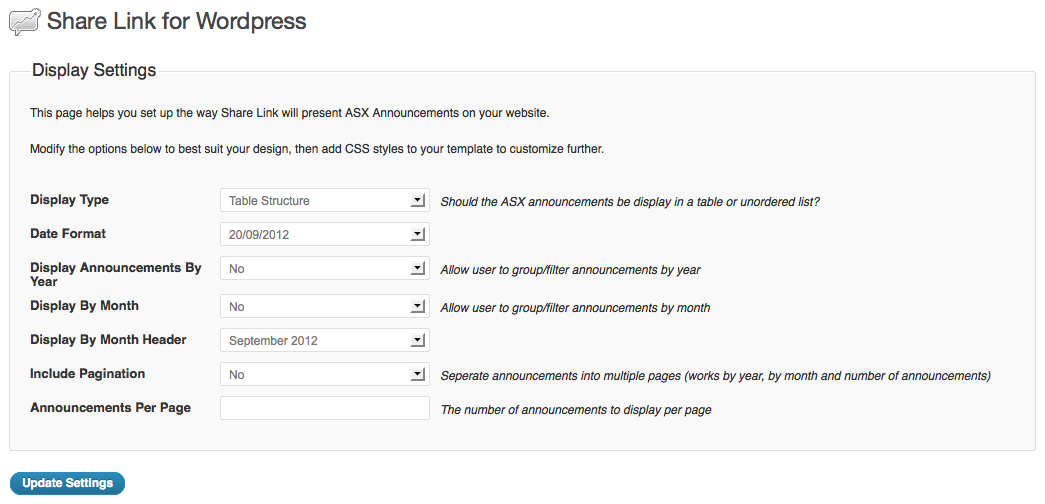 Share Link for Wordpress
Display Settings
This page helps you set up the way Share Link will present ASX Announcements on your website.
Modify the options below to best suit your design, then add CSS styles to your template to customize further.
Display Type Table Structure Should the ASX announcements be display in a table or unordered list?
Date Format 20/09/2012
Display Announcements By
Year No Allow user to group/filter announcements by year
Display By Month No Allow user to group/filter announcements by month
Display By Month Header September 2012
Include Pagination No Seperate announcements into multiple pages (works by year, by month and number of announcements)
Announcements Per Page The number of announcements to display per page
Update Settings